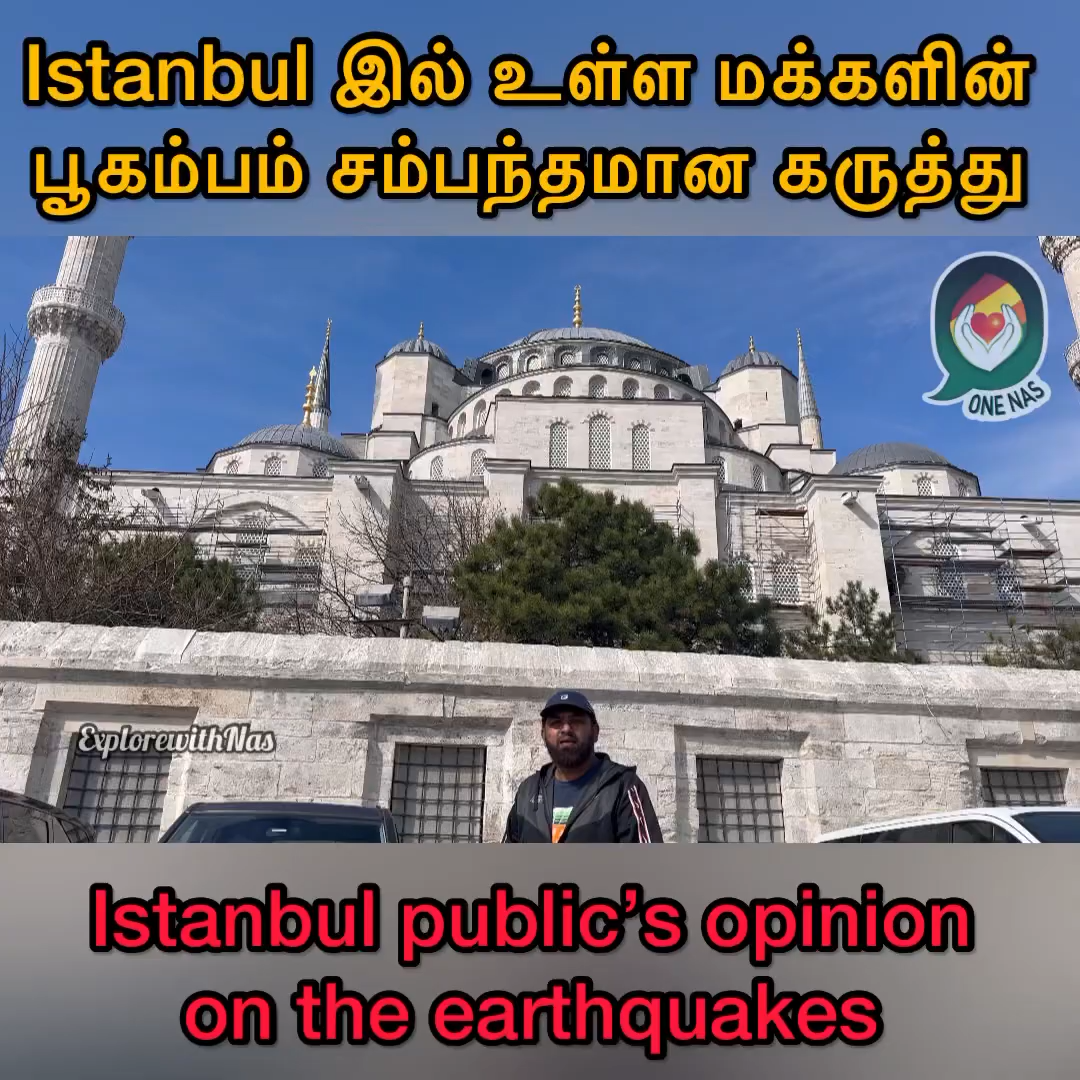 Istanbul இல் உள்ள மக்களின்
பூகம்பம் சம்பந்தமான கருத்து
ONE NAS
ExplorewithNas
Istanbul public’s opinion
on the earthquakes